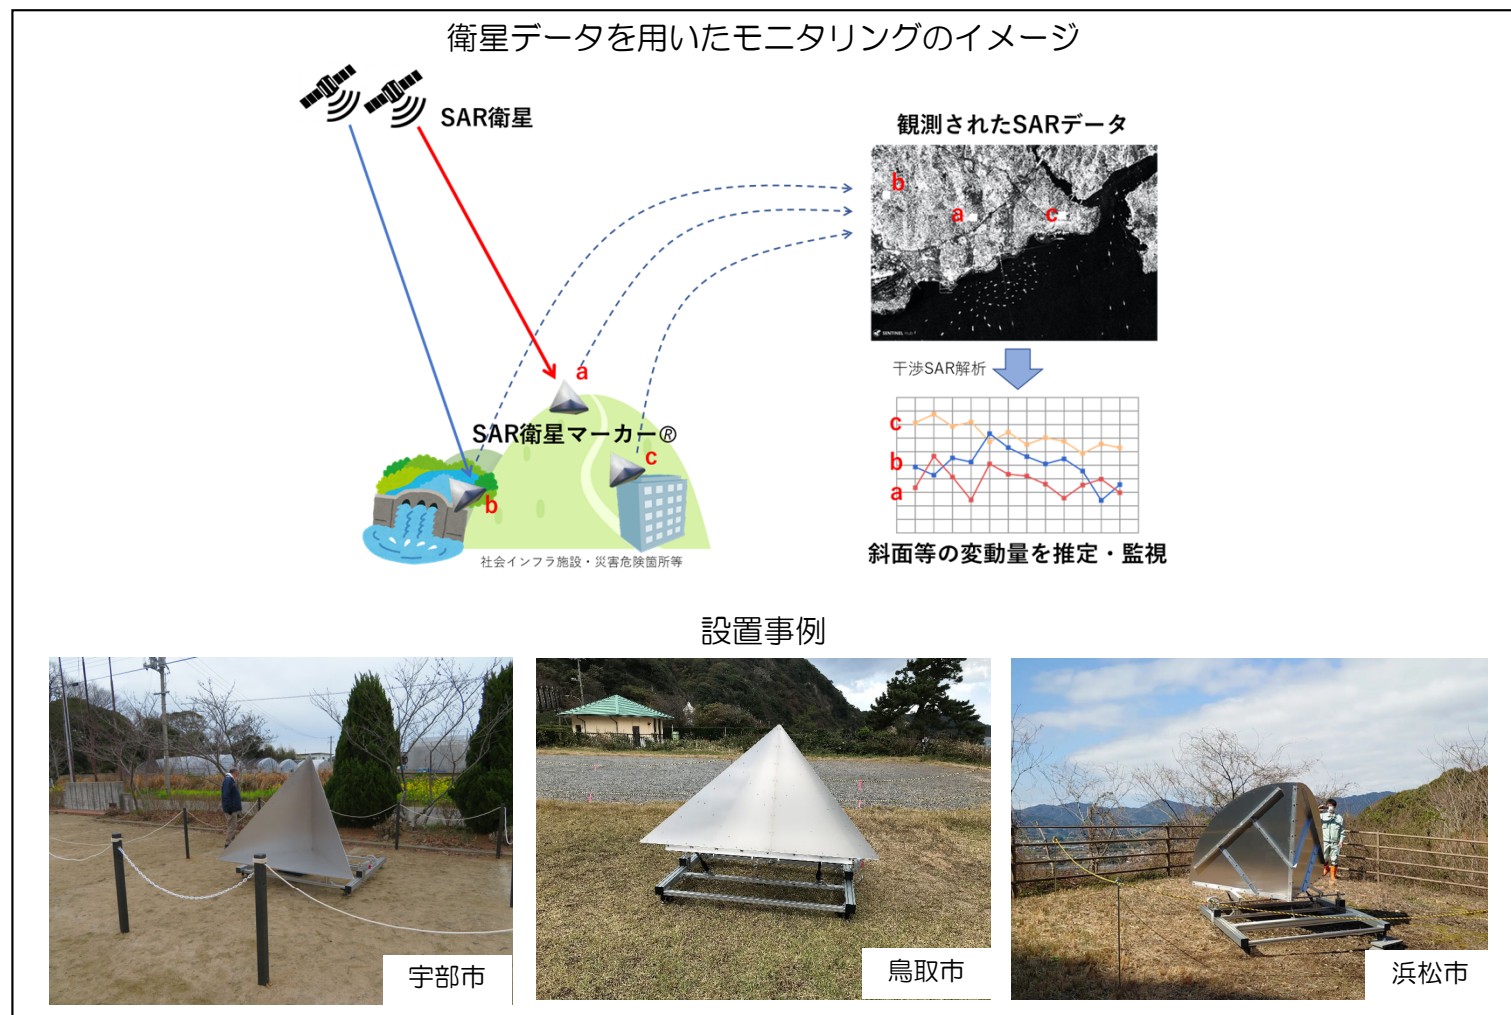 衛星データを用いたモニタリングのイメージ
SAR衛星
観測されたSARデータ
b
a
c
SENTINEL Hub
干渉SAR解析
a
SAR衛星マーカー®
c
b
社会インフラ施設・災害危険箇所等
c
b
a
斜面等の変動量を推定・監視
設置事例
宇部市
鳥取市
浜松市